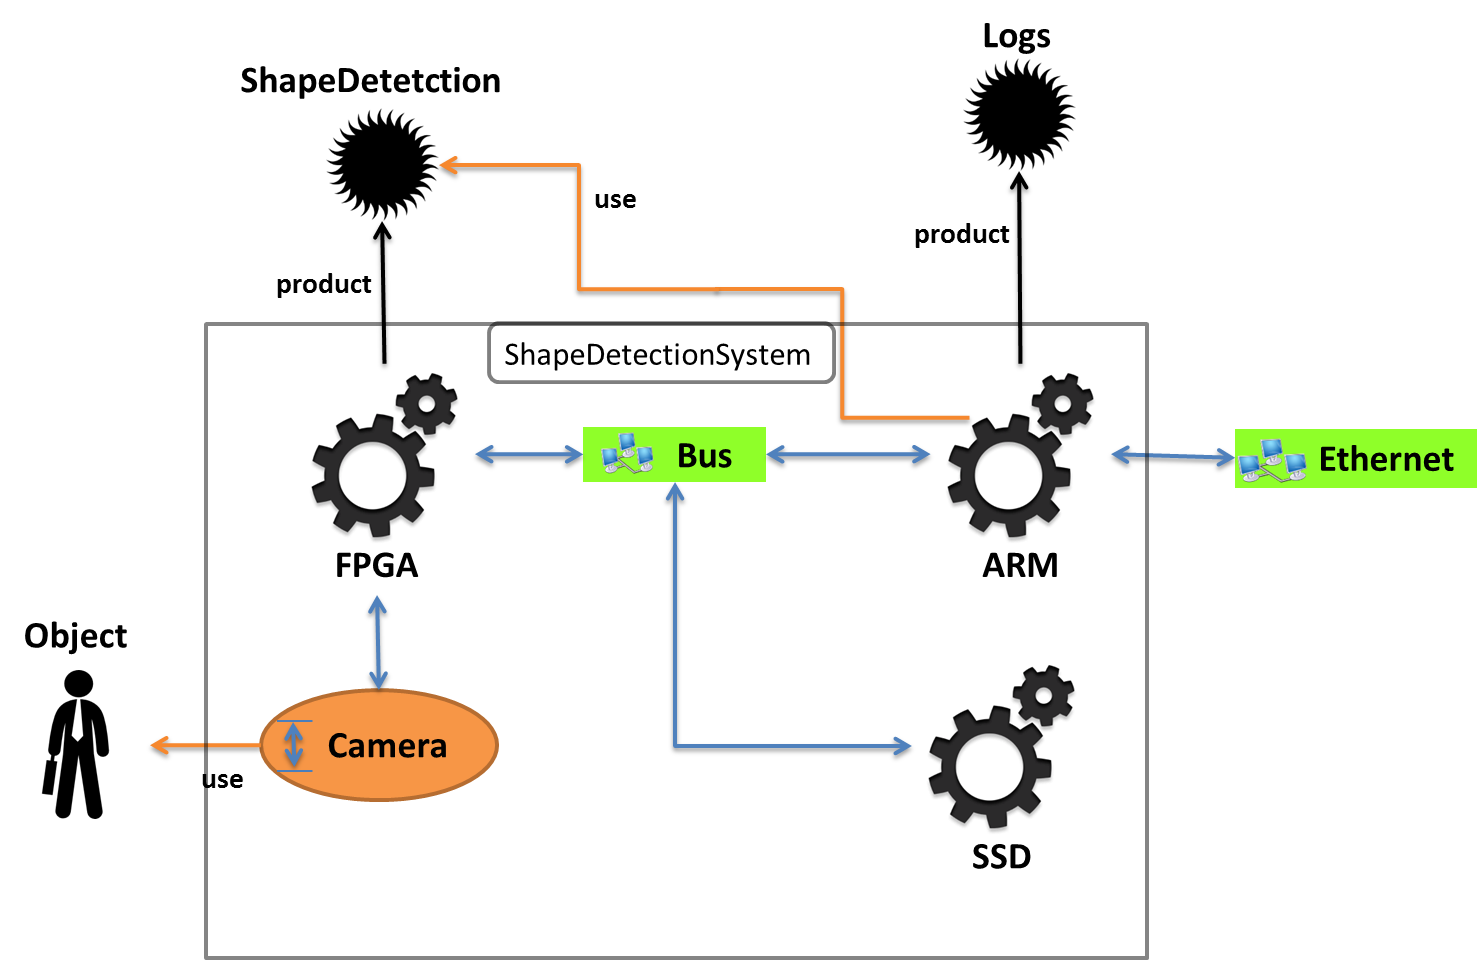 Logs
ShapeDetetction
use
product
product
ShapeDetectionSystem
Bus
Ethernet
FPGA
ARM
Object
Camera
use
SSD